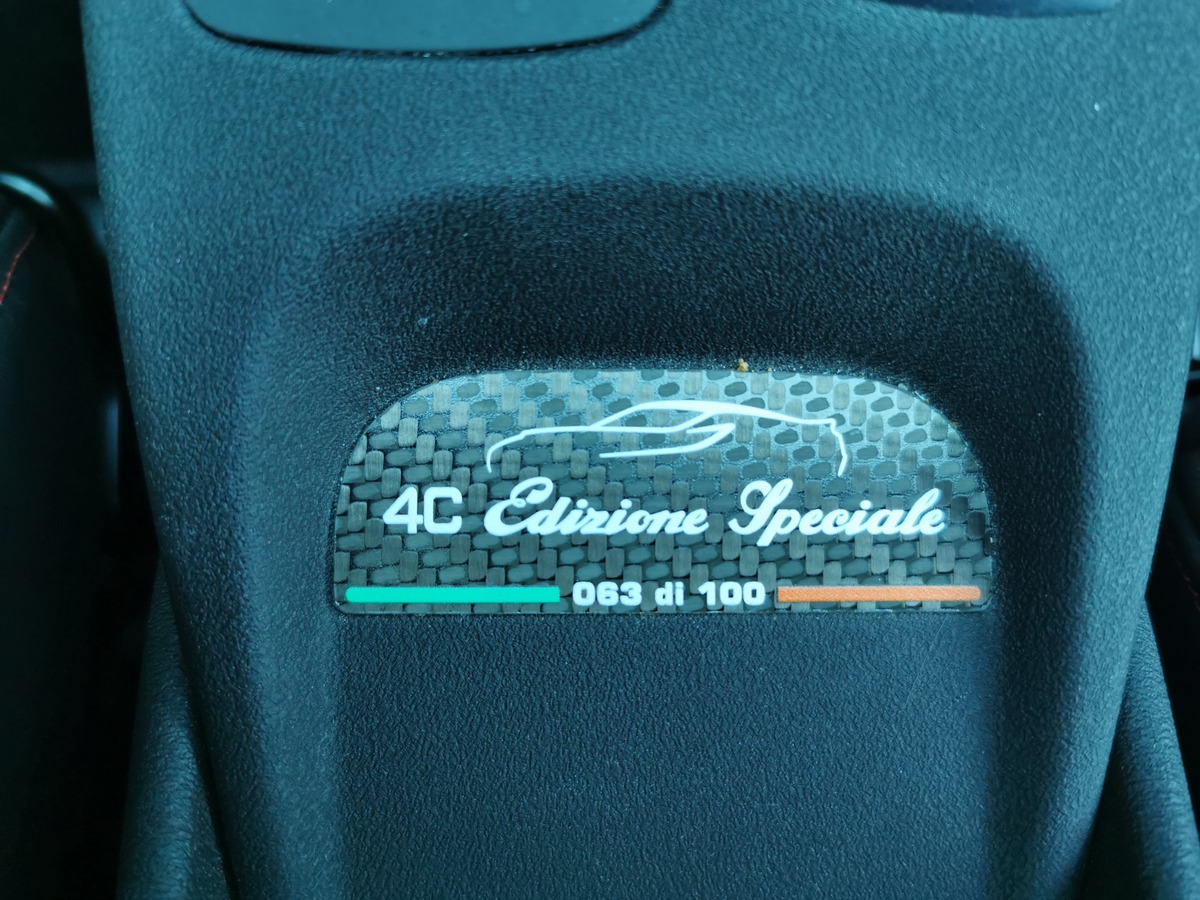 4C Edizione Speciale
063 di 100